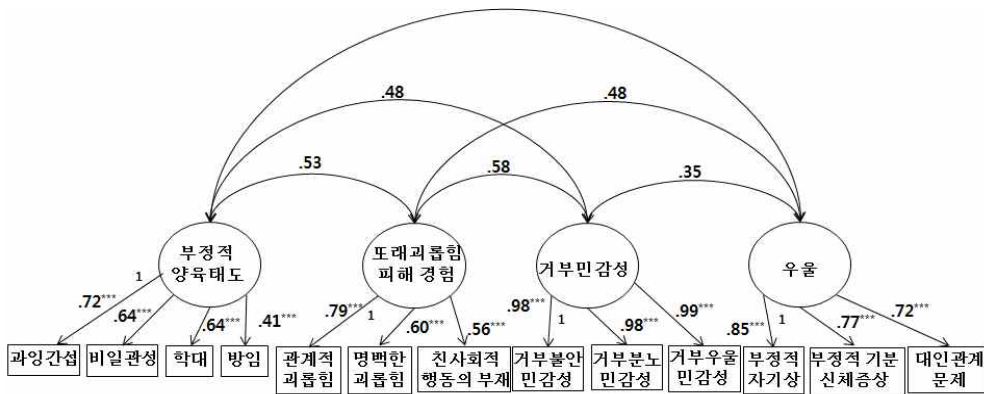 .48
.48
.53
.58
.35
부정적
양육태도
또래괴롭힘
피해 경험
거부민감성
우울
1
.72***
.64***
.64***
.41***
.79***
1
.60***
.56***
.98***
1
.98***
.99***
.85***
1
.77***
.72***
과잉간섭
비일관성
학대
방임
관계적
괴롭힘
명백한
괴롭힘
친사회적
행동의 부재
거부불안
민감성
거부분노
민감성
거부우울
민감성
부정적
자기상
부정적 기분
신체증상
대인관계
문제